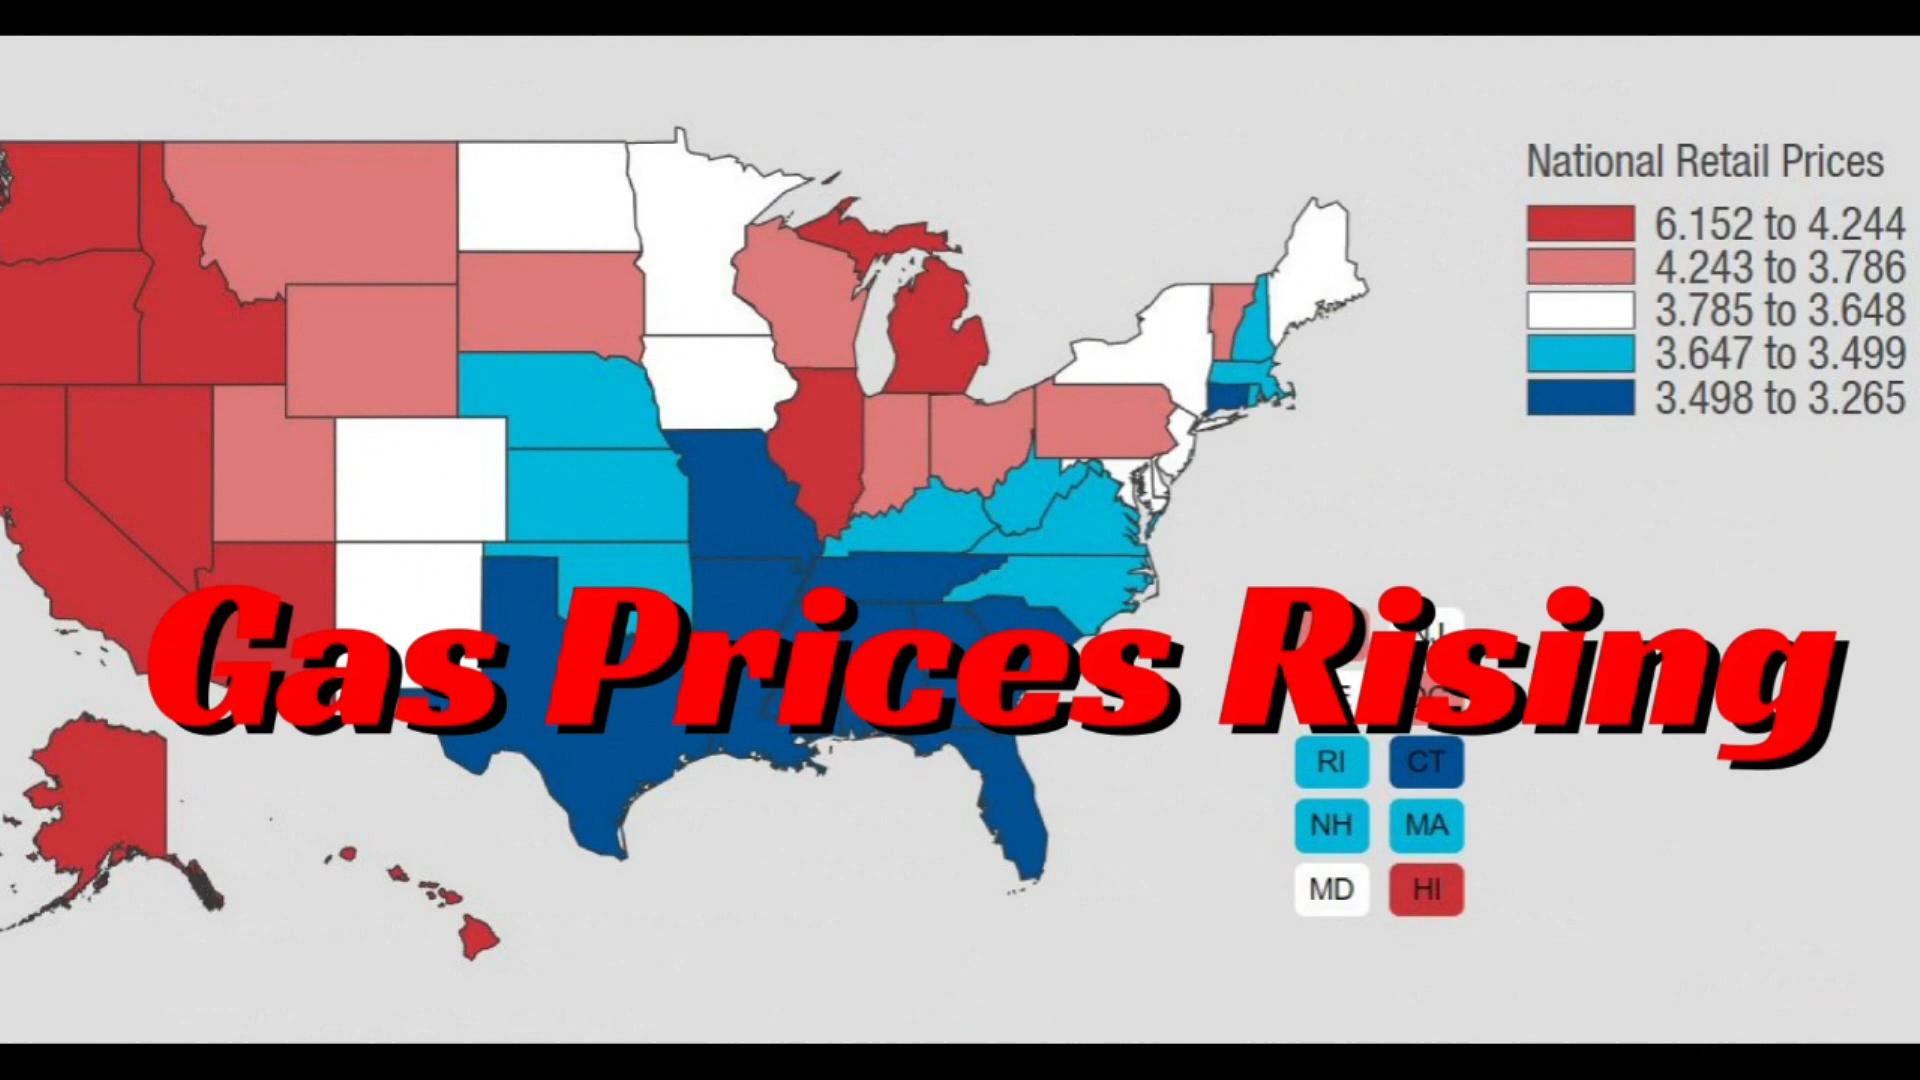 National Retail Prices
6.152 to 4.244
4.243 to 3.786
3.785 to 3.648
3.647 to 3.499
3.498 to 3.265
Gas Prices Rising
RI CT
NH MA
MD HI